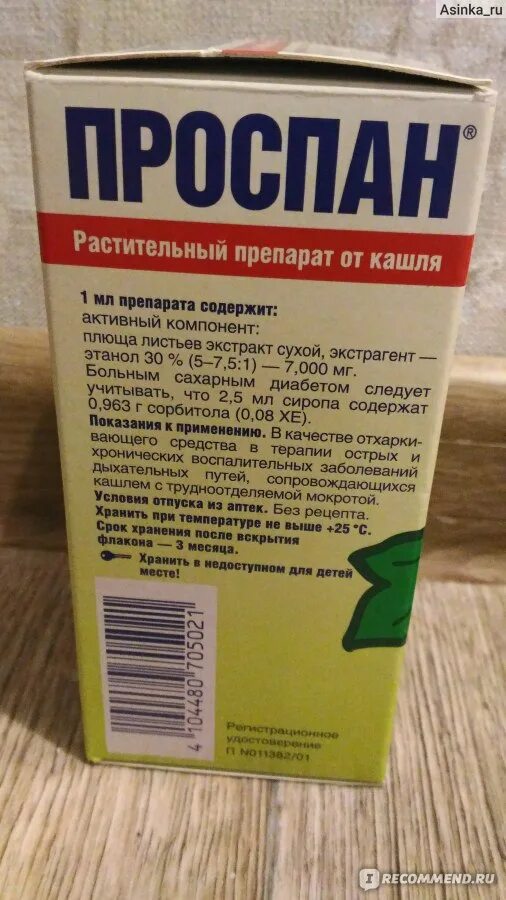 Asinka_ru
ПРОСПАН®
Растительный препарат от кашля
1 мл препарата содержит:
активный компонент:
плюща листьев экстракт сухой, экстрагент —
этанол 30 % (5–7,5:1) — 7,000 мг.
Больным сахарным диабетом следует
учитывать, что 2,5 мл сиропа содержат
0,963 г сорбитола (0,08 ХЕ).
Показания к применению. В качестве отхарки-
вающего средства в терапии острых и
хронических воспалительных заболеваний
дыхательных путей, сопровождающихся
кашлем с трудноотделяемой мокротой.
Условия отпуска из аптек. Без рецепта.
Хранить при температуре не выше +25 °С.
Срок хранения после вскрытия
флакона — 3 месяца.
Хранить в недоступном для детей
месте!
4 104480 705021
Регистрационное
удостоверение
П N011382/01
IRECOMMEND.RU